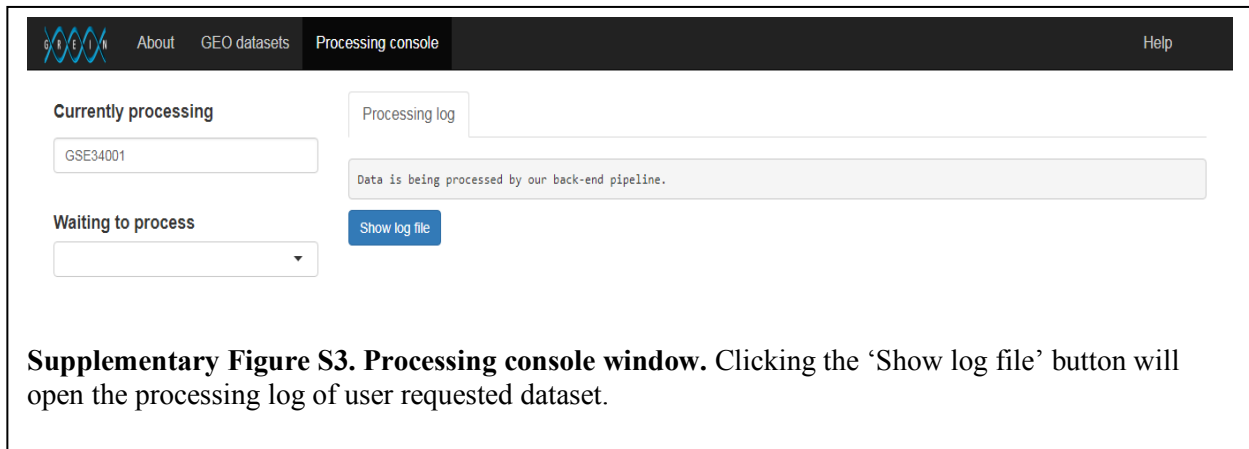 GREIN About GEO datasets Processing console Help
Currently processing
GSE34001
Waiting to process
Processing log
Data is being processed by our back-end pipeline.
Show log file
Supplementary Figure S3. Processing console window. Clicking the ‘Show log file’ button will
open the processing log of user requested dataset.